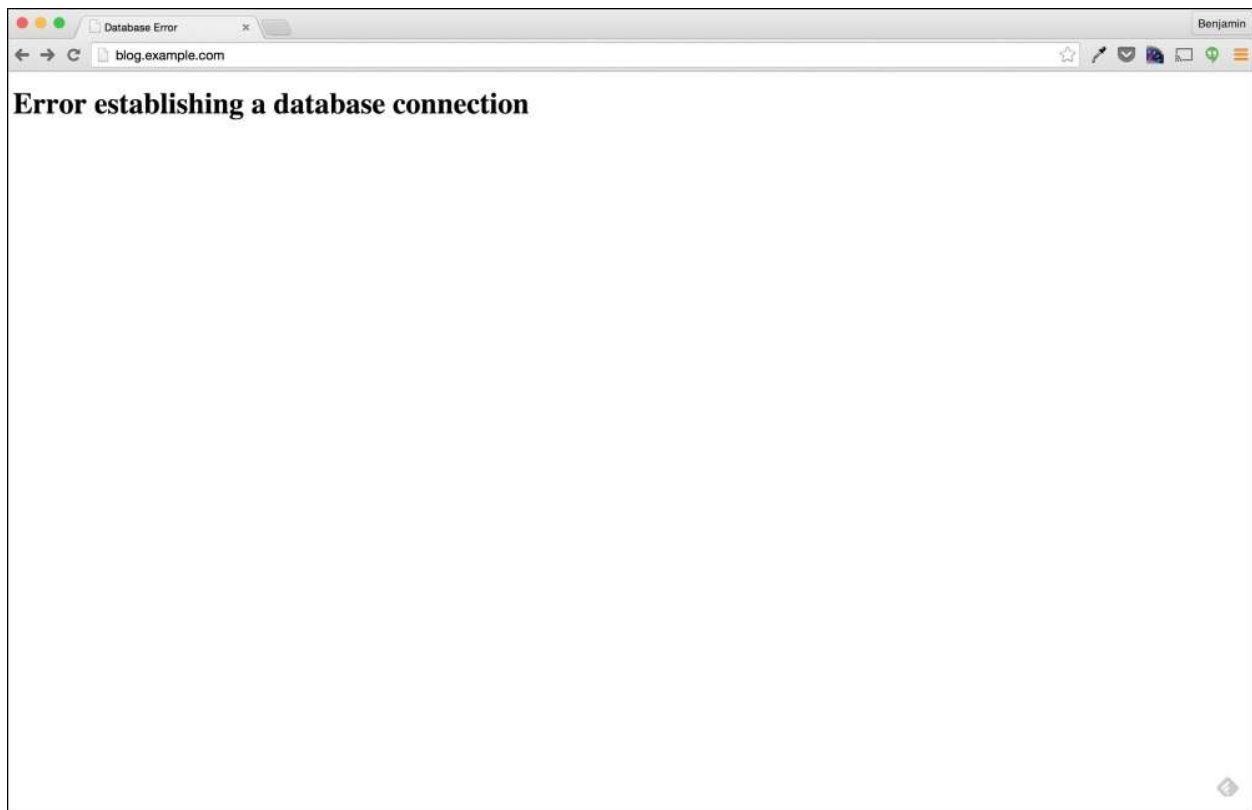 Database Error
Benjamin
blog.example.com
Error establishing a database connection